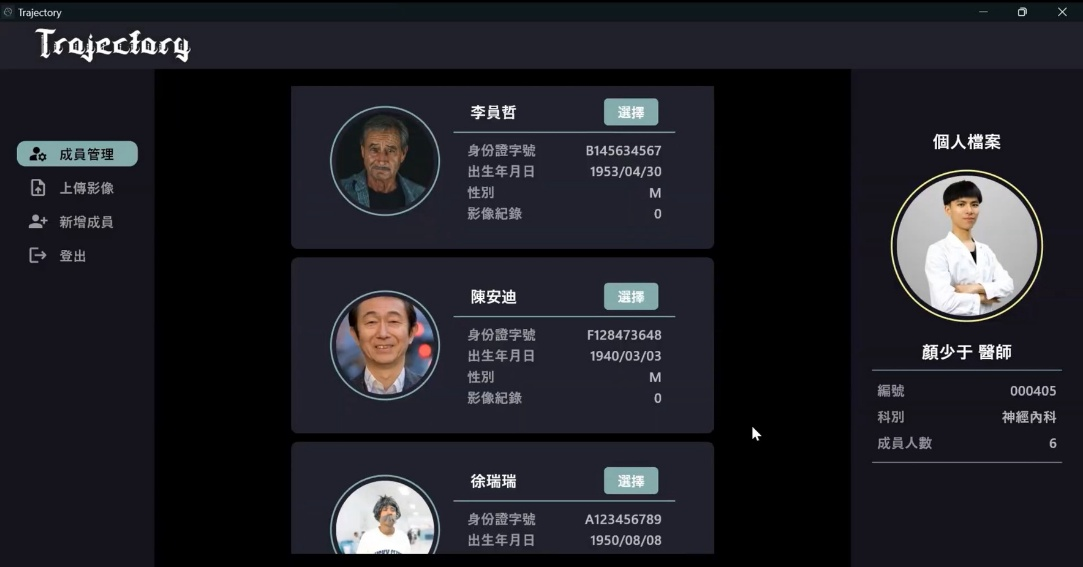 Trajectory
Trajectory
成員管理
上傳影像
新增成員
登出
李員哲
選擇
身份證字號 B145634567
出生年月日 1953/04/30
性別 M
影像紀錄 0
陳安迪
選擇
身份證字號 F128473648
出生年月日 1940/03/03
性別 M
影像紀錄 0
徐瑞瑞
選擇
身份證字號 A123456789
出生年月日 1950/08/08
個人檔案
顏少于 醫師
編號 000405
科別 神經內科
成員人數 6